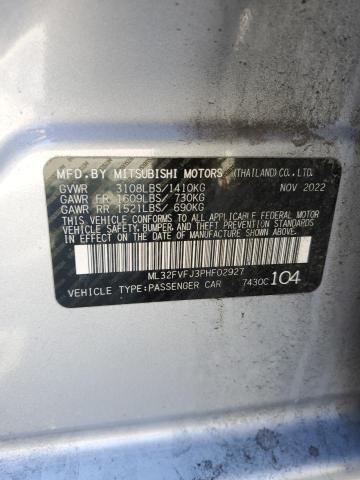 MFD.BY MITSUBISHI MOTORS (THAILAND) CO., LTD.
GVWR 3108LBS/1410KG NOV 2022
GAWR FR 1609LBS/ 730KG
GAWR RR 1521LBS/ 690KG
THIS VEHICLE CONFORMS TO ALL APPLICABLE FEDERAL MOTOR
VEHICLE SAFETY, BUMPER, AND THEFT PREVENTION STANDARDS
IN EFFECT ON THE DATE OF MANUFACTURE SHOWN ABOVE.
ML32FVFJ3PHF02927
VEHICLE TYPE:PASSENGER CAR 7430C 104